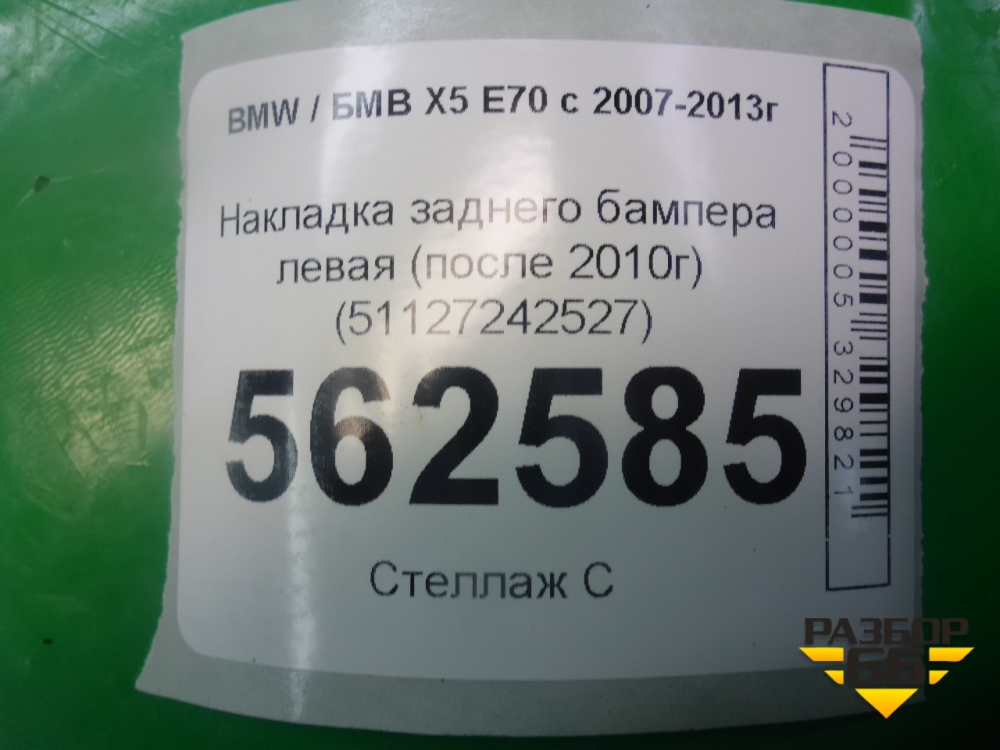 BMW / БМВ X5 E70 с 2007-2013г
Накладка заднего бампера
левая (после 2010г)
(51127242527)
562585
Стеллаж С
2000005329821
РАЗБОР
66